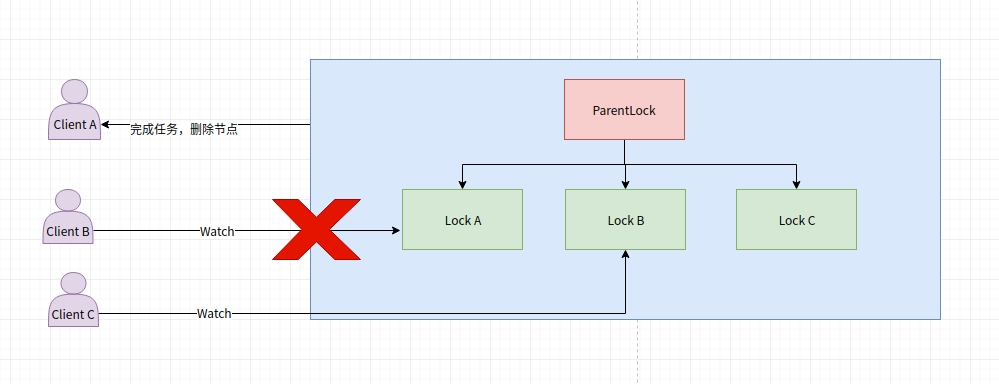 ParentLock
Client A
完成任务，删除节点
Client B
Watch
Lock A
Lock B
Lock C
Client C
Watch